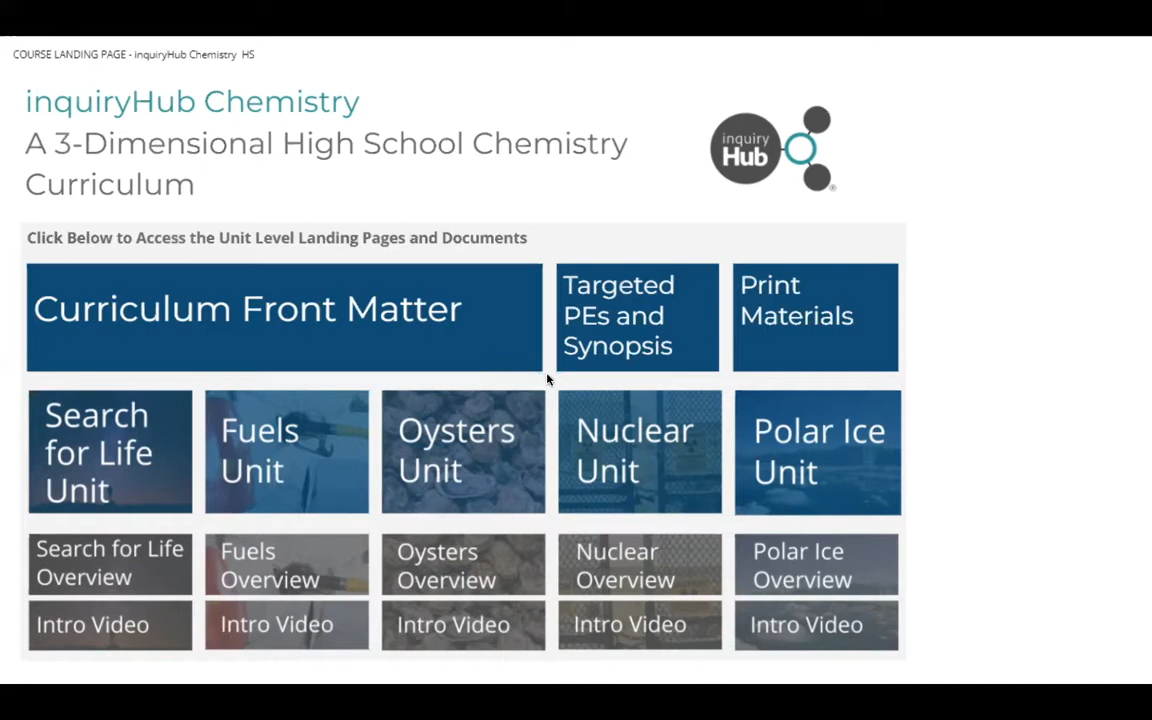 COURSE LANDING PAGE - inquiryHub Chemistry HS
inquiryHub Chemistry
A 3-Dimensional High School Chemistry
Curriculum
inquiry
Hub
®
Click Below to Access the Unit Level Landing Pages and Documents
Curriculum Front Matter
Targeted
PEs and
Synopsis
Print
Materials
Search
for Life
Unit
Fuels
Unit
Oysters
Unit
Nuclear
Unit
Polar Ice
Unit
Search for Life
Overview
Fuels
Overview
Oysters
Overview
Nuclear
Overview
Polar Ice
Overview
Intro Video
Intro Video
Intro Video
Intro Video
Intro Video